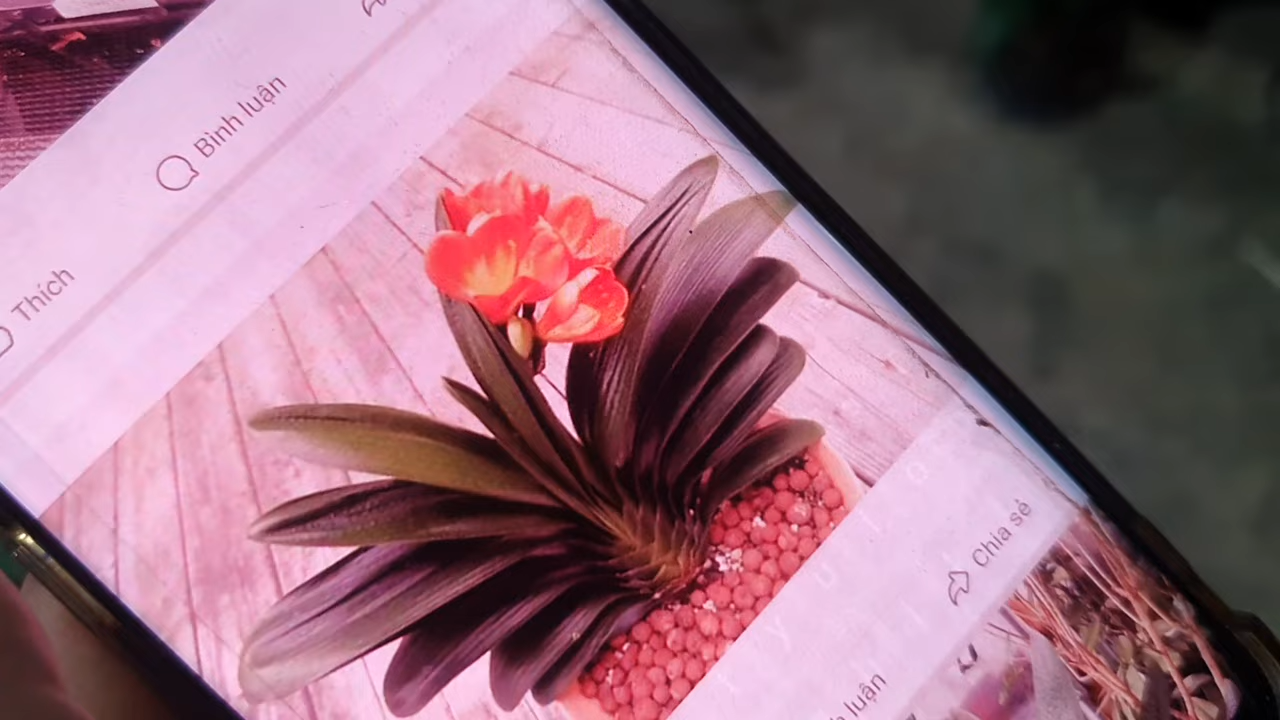 Thích
Bình luận
Chia sẻ
luận